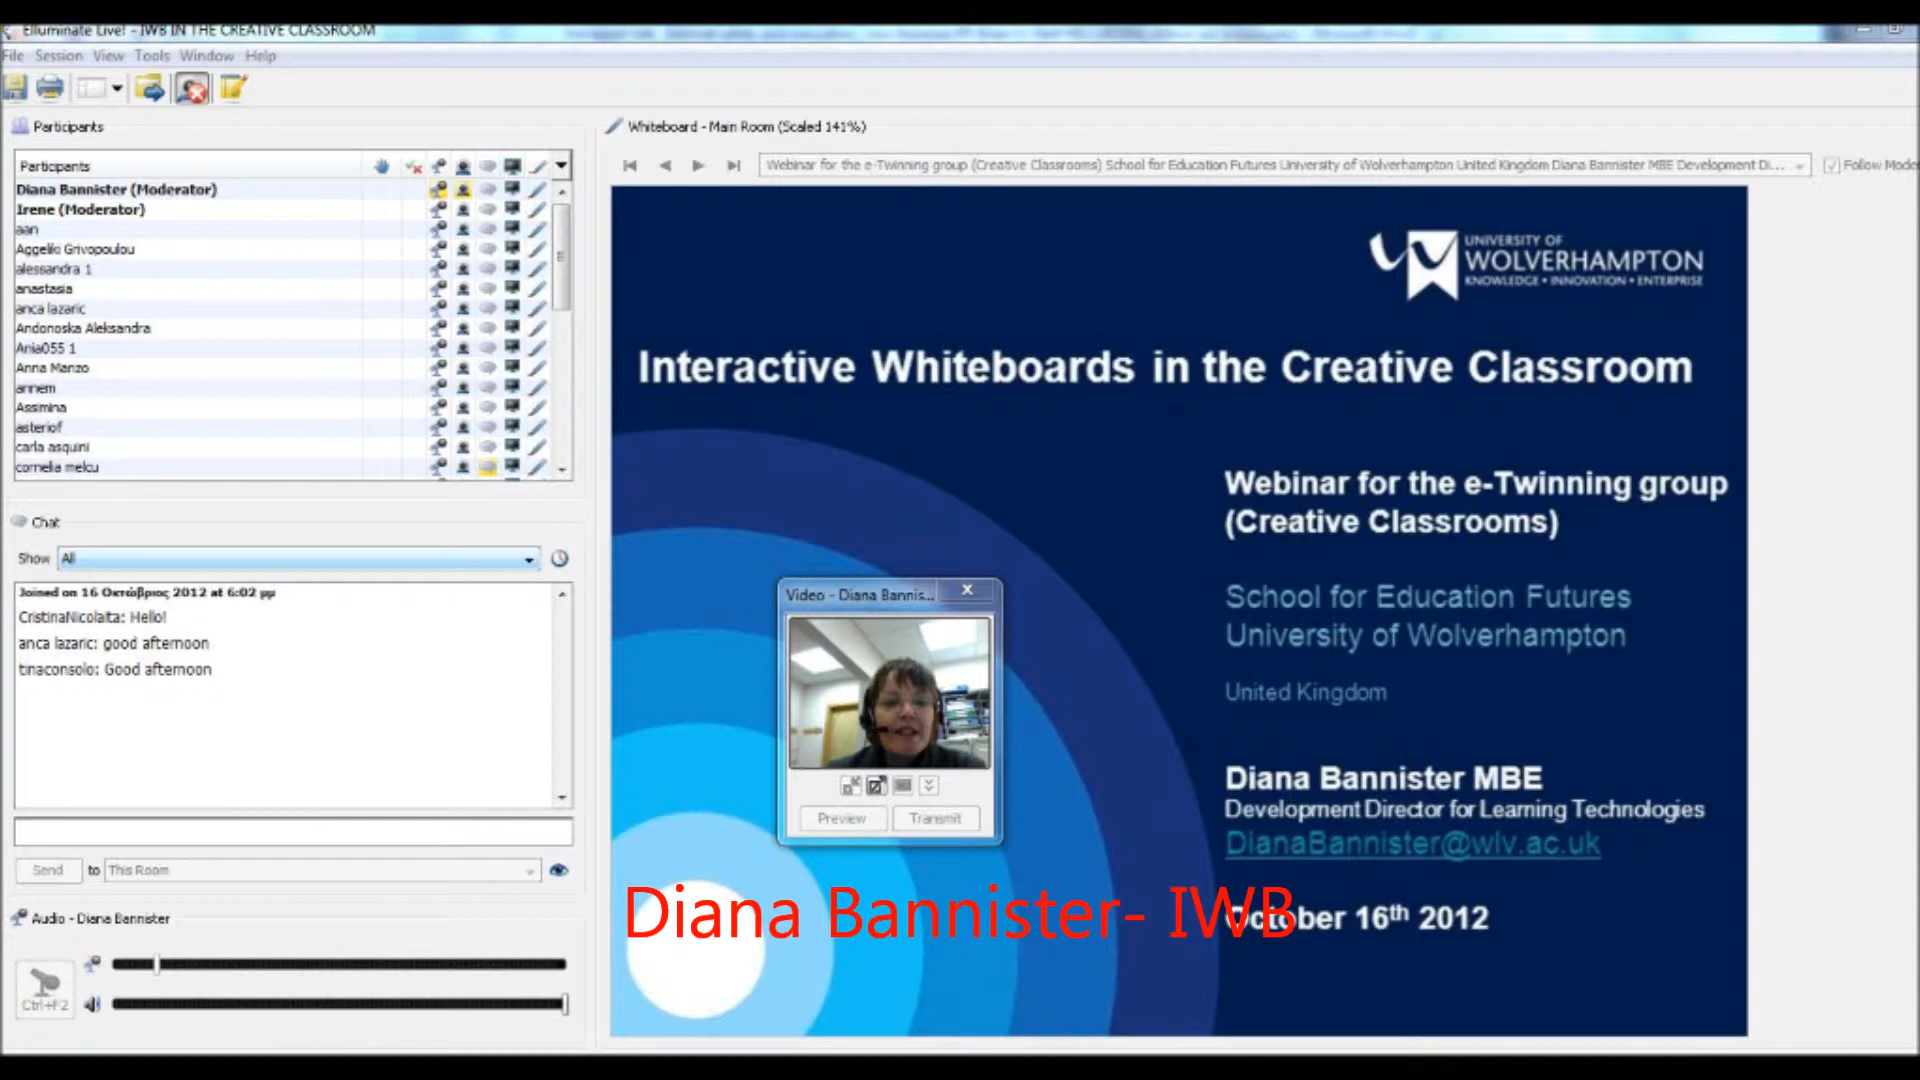 Elluminate Live! - IWB IN THE CREATIVE CLASSROOM
File Session View Tools Window Help
Participants
Participants
Diana Bannister (Moderator)
Irene (Moderator)
aan
Aggeliki Grivopoulou
alessandra 1
anastasia
anca lazaric
Andonoska Aleksandra
Ania055 1
Anna Manzo
annem
Assimina
asteriof
carla asquini
cornelia melcu
Chat
Show All
Joined on 16 Οκτώβριος 2012 at 6:02 μμ
CristinaNicolaita: Hello!
anca lazaric: good afternoon
tinaconsolo: Good afternoon
Send to This Room
Audio - Diana Bannister
Ctrl+F2
Whiteboard - Main Room (Scaled 141%)
Webinar for the e-Twinning group (Creative Classrooms) School for Education Futures University of Wolverhampton United Kingdom Diana Bannister MBE Development Di...
Follow Mode
UNIVERSITY OF
WOLVERHAMPTON
KNOWLEDGE • INNOVATION • ENTERPRISE
Interactive Whiteboards in the Creative Classroom
Webinar for the e-Twinning group
(Creative Classrooms)
School for Education Futures
University of Wolverhampton
United Kingdom
Video - Diana Bannis...
Preview Transmit
Diana Bannister MBE
Development Director for Learning Technologies
DianaBannister@wlv.ac.uk
October 16th 2012
Diana Bannister- IWB